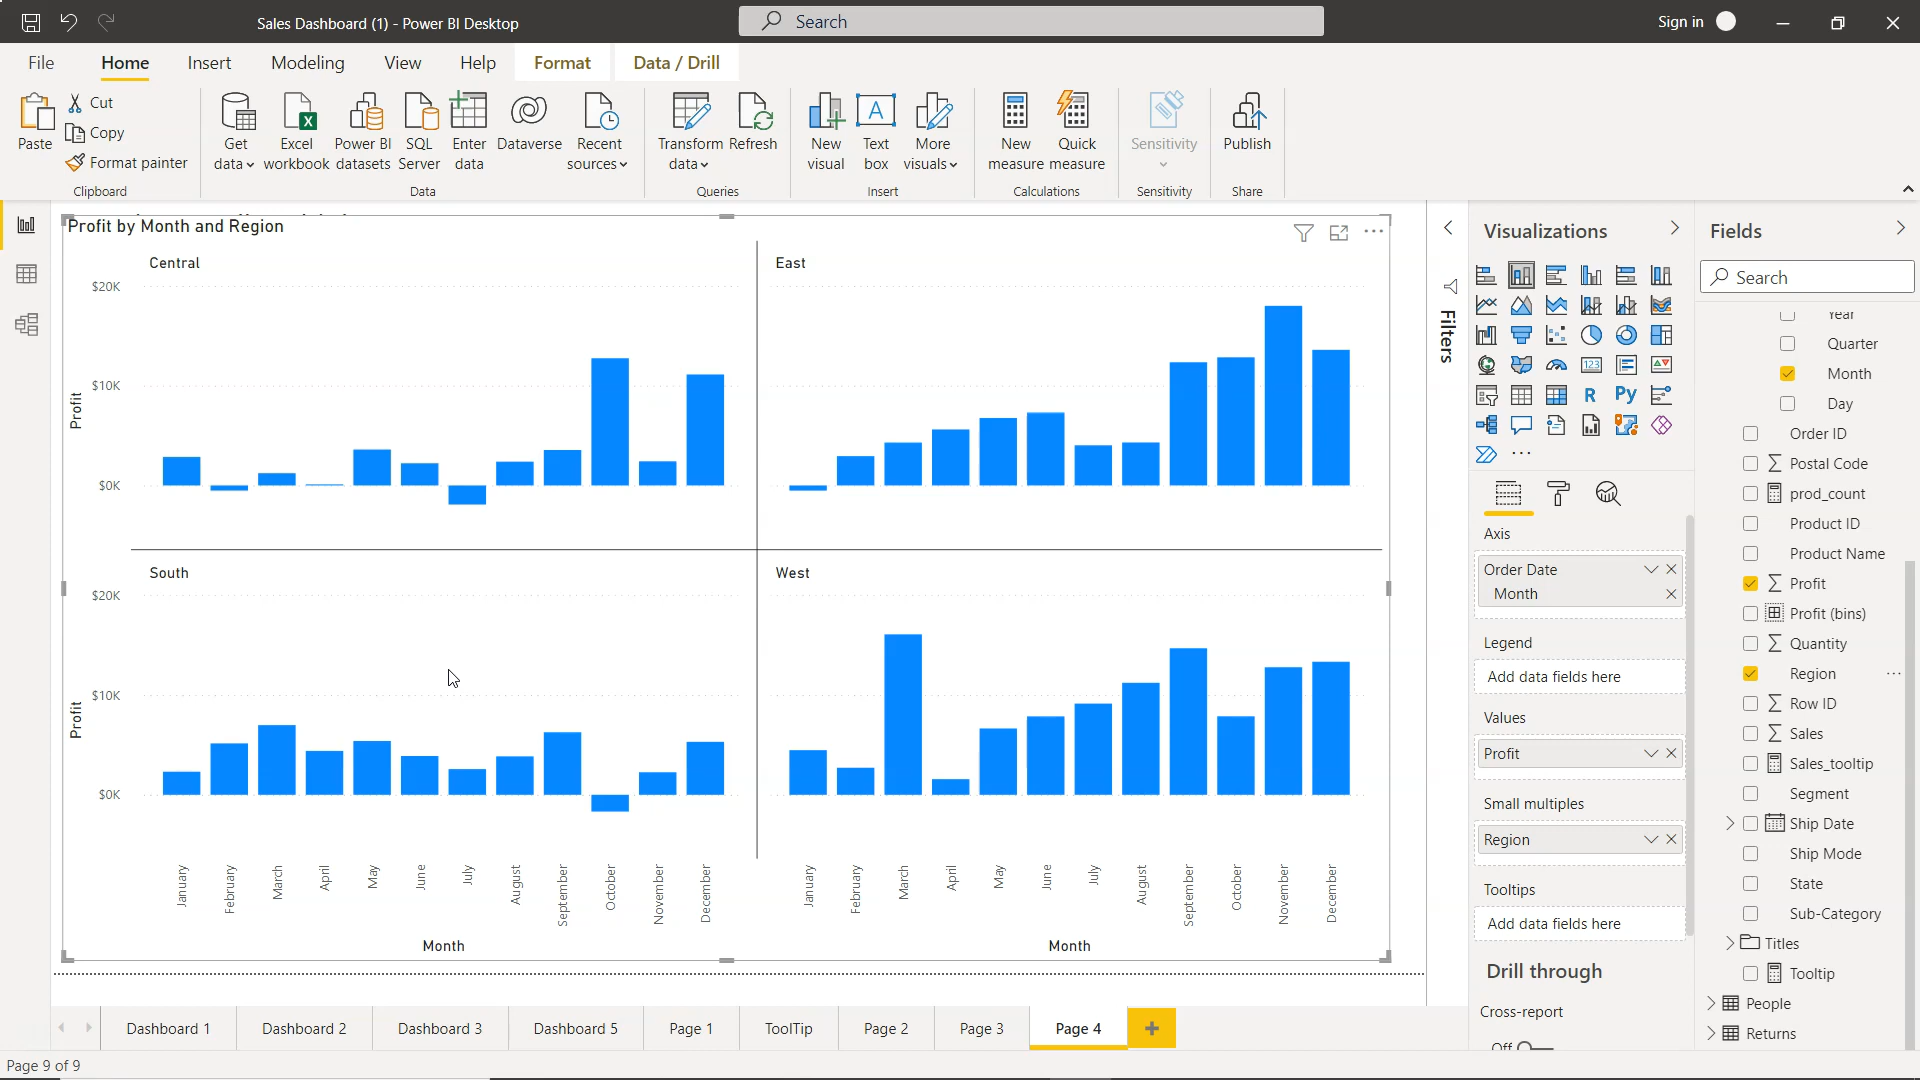 Sales Dashboard (1) - Power BI Desktop
Search
Sign in
File
Home
Insert
Modeling
View
Help
Format
Data / Drill
Paste
Cut
Copy
Format painter
Clipboard
Get data
Excel workbook
Power BI datasets
SQL Server
Enter data
Dataverse
Recent sources
Data
Transform data
Refresh
Queries
New visual
Text box
More visuals
Insert
New measure
Quick measure
Calculations
Sensitivity
Sensitivity
Publish
Share
Profit by Month and Region
Central
East
$20K
$10K
$0K
Profit
South
West
$20K
$10K
$0K
Profit
January
February
March
April
May
June
July
August
September
October
November
December
January
February
March
April
May
June
July
August
September
October
November
December
Month
Month
Filters
Visualizations
R
Py
123
Axis
Order Date
Month
Legend
Add data fields here
Values
Profit
Small multiples
Region
Tooltips
Add data fields here
Drill through
Cross-report
Off
Fields
Search
Year
Quarter
Month
Day
Order ID
Postal Code
prod_count
Product ID
Product Name
Profit
Profit (bins)
Quantity
Region
Row ID
Sales
Sales_tooltip
Segment
Ship Date
Ship Mode
State
Sub-Category
Titles
Tooltip
People
Returns
Dashboard 1
Dashboard 2
Dashboard 3
Dashboard 5
Page 1
ToolTip
Page 2
Page 3
Page 4
Page 9 of 9